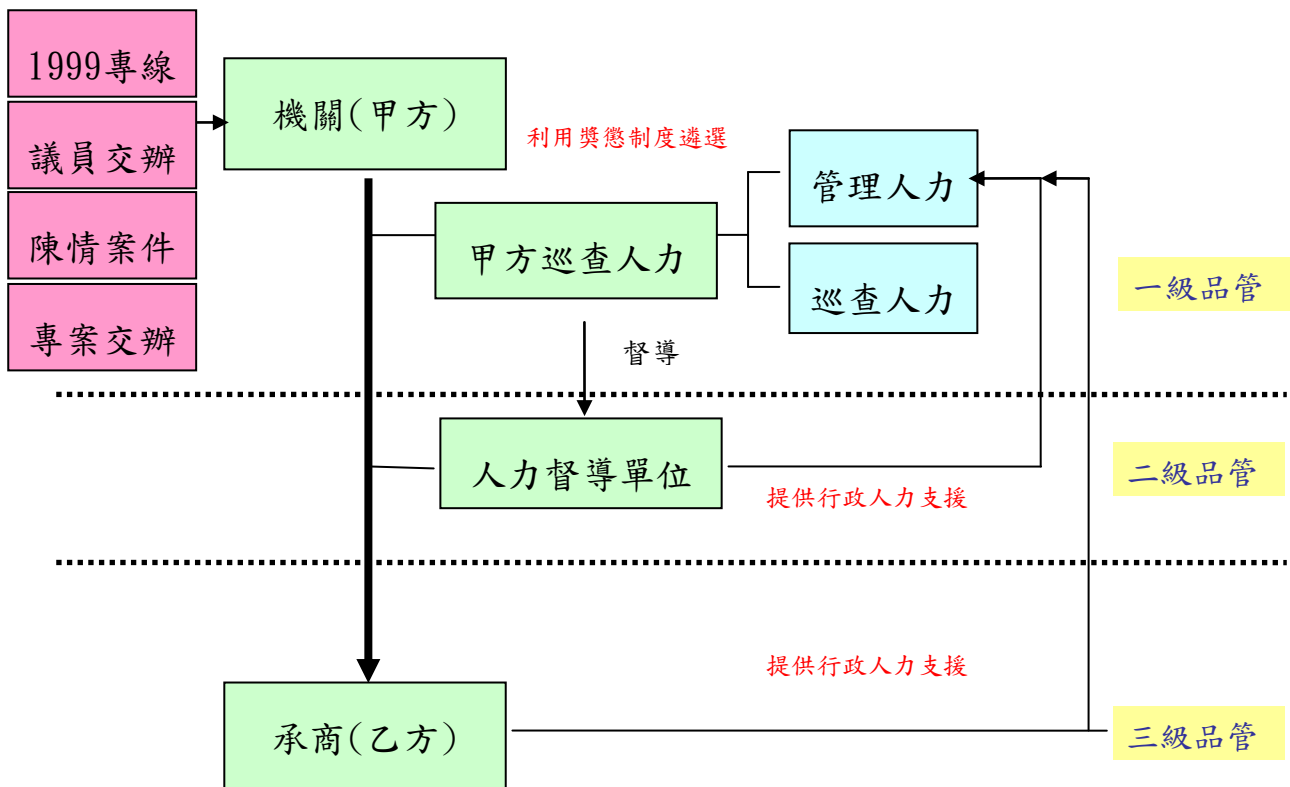 1999專線
議員交辦
陳情案件
專案交辦
機關(甲方)
利用獎懲制度遴選
管理人力
甲方巡查人力
巡查人力
一級品管
督導
人力督導單位
提供行政人力支援
二級品管
提供行政人力支援
承商(乙方)
三級品管